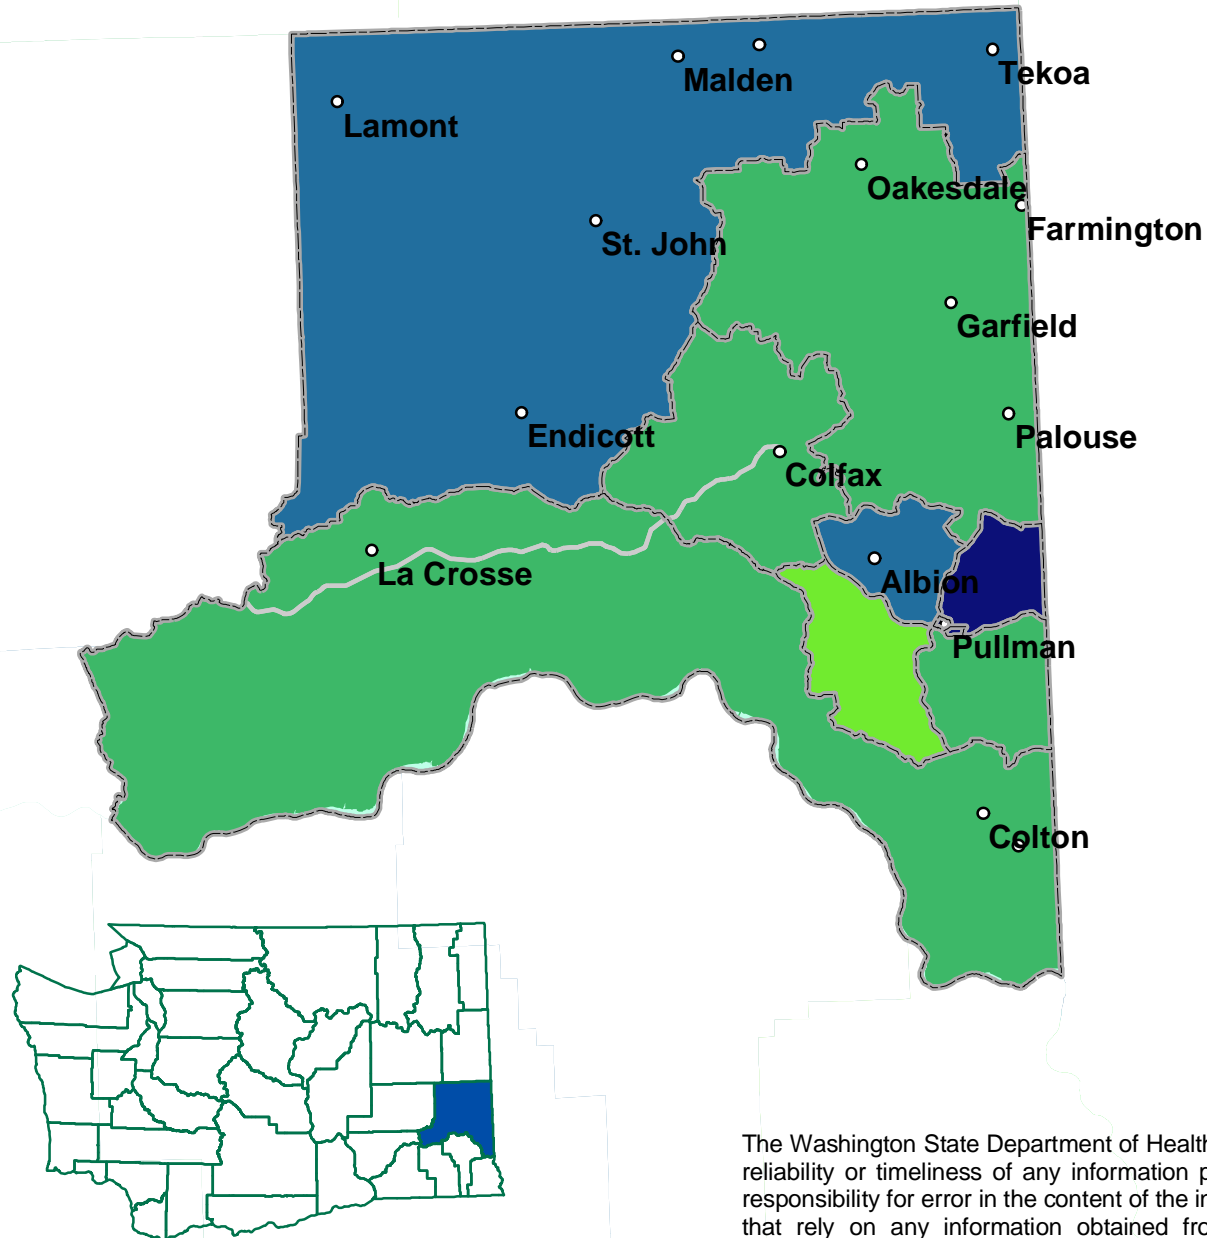 Malden
Tekoa
Lamont
Oakesdale
Farmington
St. John
Garfield
Endicott
Palouse
Colfax
La Crosse
Albion
Pullman
Colton
The Washington State Department of Health
reliability or timeliness of any information p
responsibility for error in the content of the in
that rely on any information obtained fro